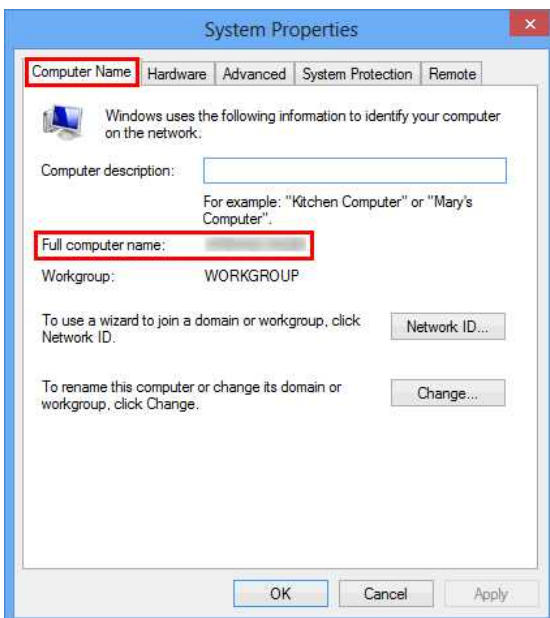 System Properties
Computer Name Hardware Advanced System Protection Remote
Windows uses the following information to identify your computer
on the network.
Computer description:
For example: "Kitchen Computer" or "Mary's
Computer".
Full computer name:
Workgroup: WORKGROUP
To use a wizard to join a domain or workgroup, click
Network ID.
Network ID...
To rename this computer or change its domain or
workgroup, click Change.
Change...
OK Cancel Apply